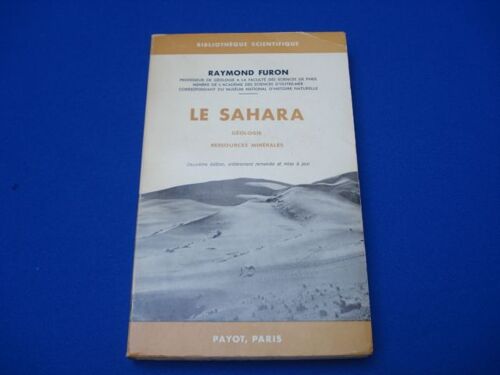 BIBLIOTHÈQUE SCIENTIFIQUE
RAYMOND FURON
PROFESSEUR DE GÉOLOGIE A LA FACULTÉ DES SCIENCES DE PARIS
MEMBRE DE L'ACADÉMIE DES SCIENCES D'OUTRE-MER
CORRESPONDANT DU MUSÉUM NATIONAL D'HISTOIRE NATURELLE
LE SAHARA
GÉOLOGIE
RESSOURCES MINÉRALES
Deuxième édition, entièrement remaniée et mise à jour
PAYOT, PARIS